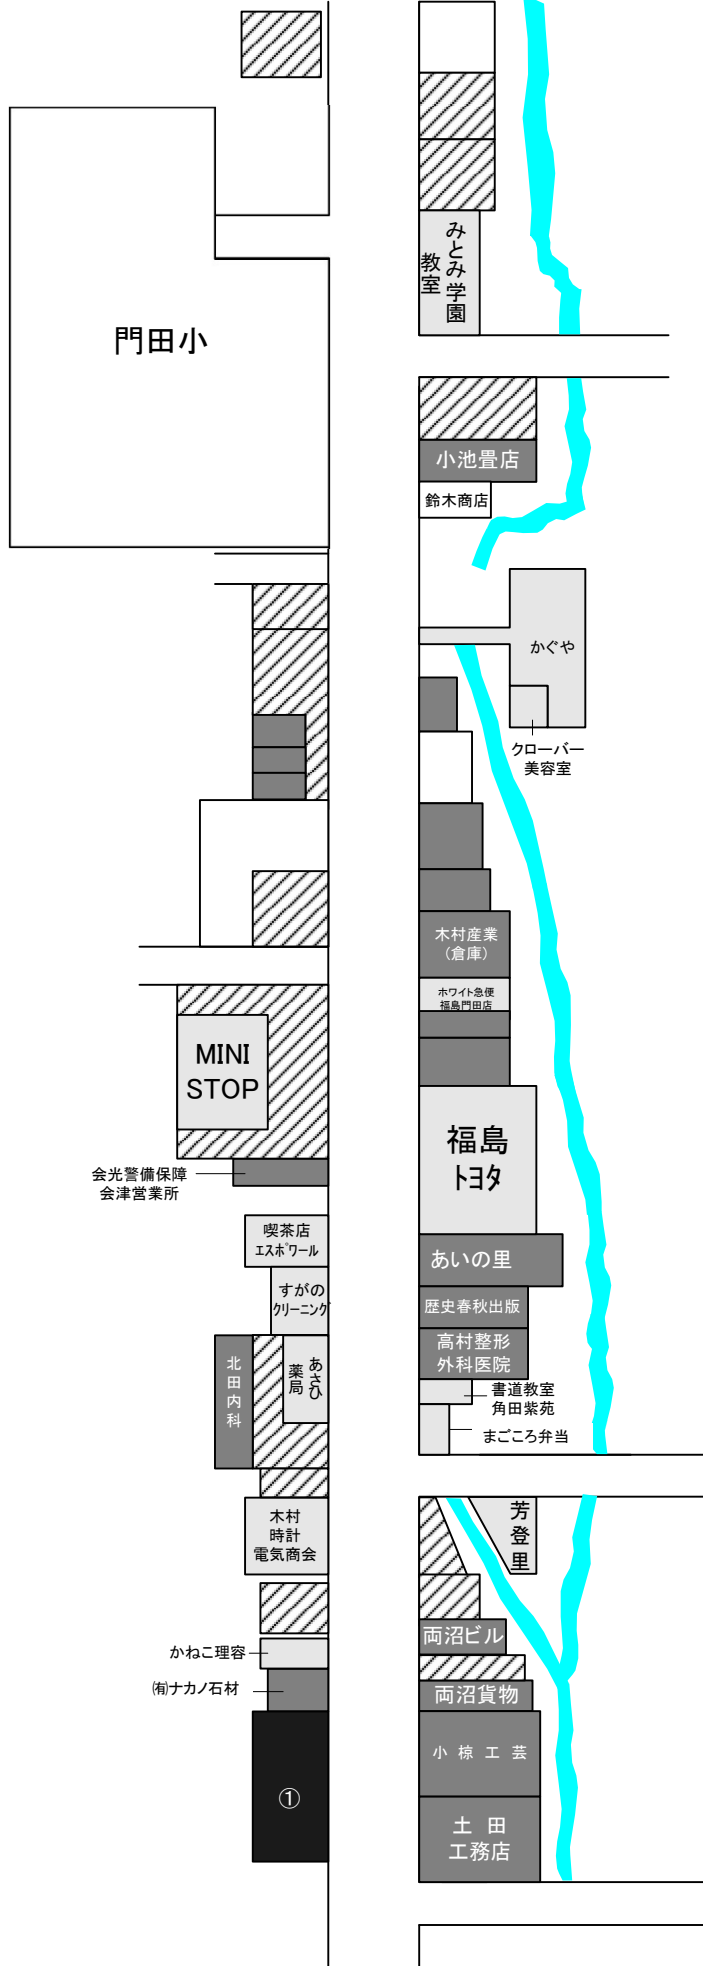 みとみ学園
教室
門田小
小池畳店
鈴木商店
かぐや
クローバー
美容室
木村産業
（倉庫）
ホワイト急便
福島門田店
MINI
STOP
福島
トヨタ
会光警備保障
会津営業所
喫茶店
エスポワール
あいの里
すがの
クリーニング
歴史春秋出版
高村整形
外科医院
あさひ
薬局
北田内科
書道教室
角田紫苑
まごころ弁当
木村
時計
電気商会
芳登里
両沼ビル
かねこ理容
㈲ナカノ石材
両沼貨物
小椋工芸
①
土田
工務店